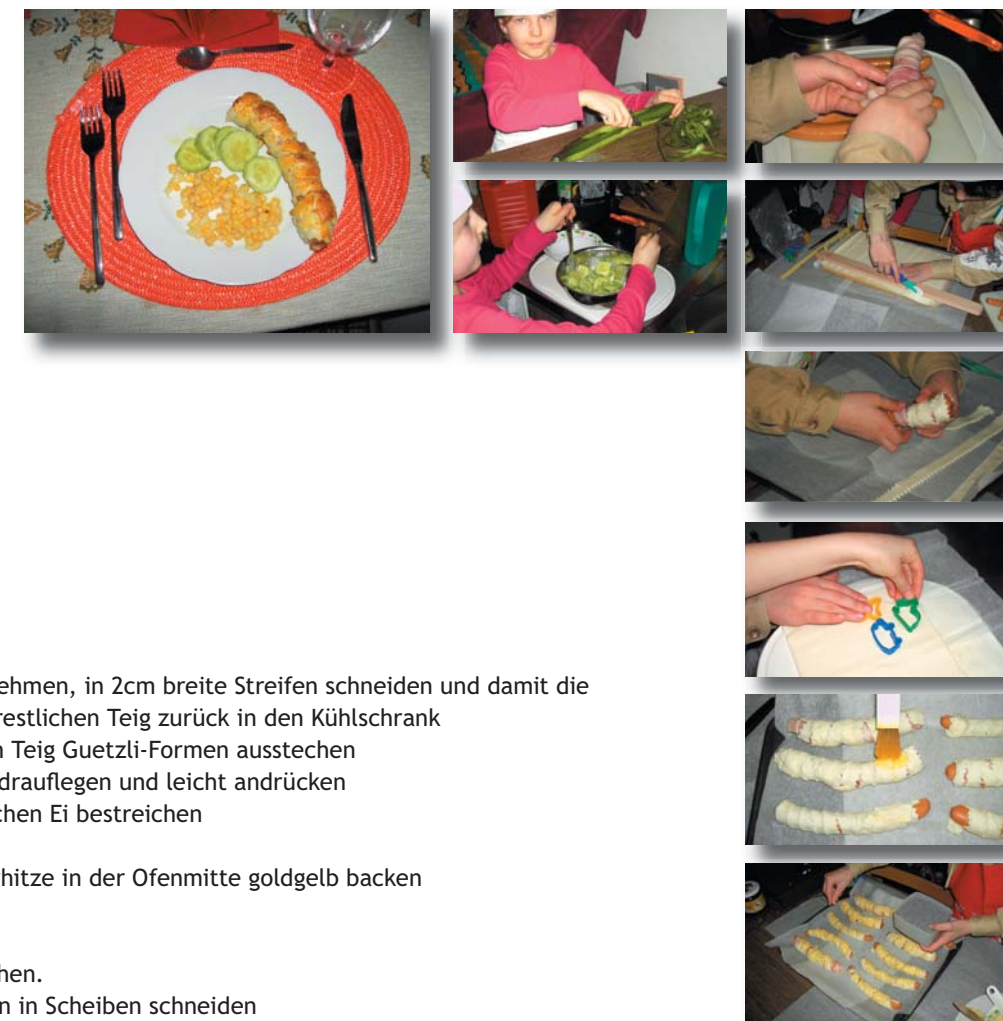 ehmen, in 2cm breite Streifen schneiden und damit die
restlichen Teig zurück in den Kühlschrank
Teig Guetzli-Formen ausstechen
drauflegen und leicht andrücken
chen Ei bestreichen
hitze in der Ofenmitte goldgelb backen
hen.
n in Scheiben schneiden